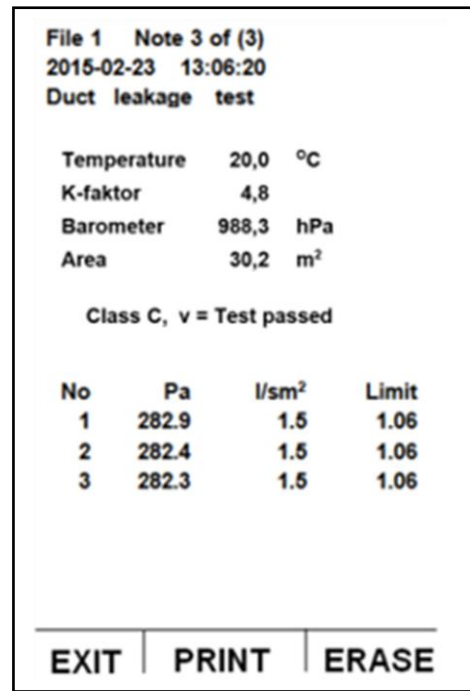 File 1 Note 3 of (3)
2015-02-23 13:06:20
Duct leakage test
Temperature 20,0 °C
K-faktor 4,8
Barometer 988,3 hPa
Area 30,2 m²
Class C, v = Test passed
No Pa l/sm² Limit
1 282.9 1.5 1.06
2 282.4 1.5 1.06
3 282.3 1.5 1.06
EXIT PRINT ERASE